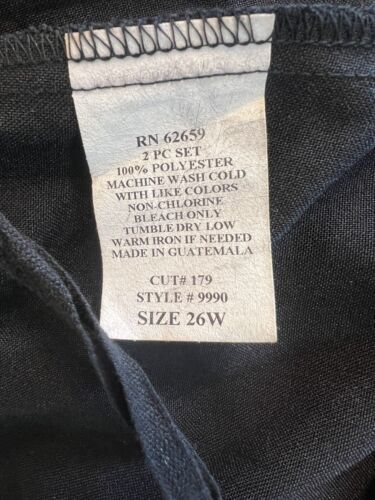 RN 62659
2 PC SET
100% POLYESTER
MACHINE WASH COLD
WITH LIKE COLORS
NON-CHLORINE
BLEACH ONLY
TUMBLE DRY LOW
WARM IRON IF NEEDED
MADE IN GUATEMALA
CUT# 179
STYLE # 9990
SIZE 26W